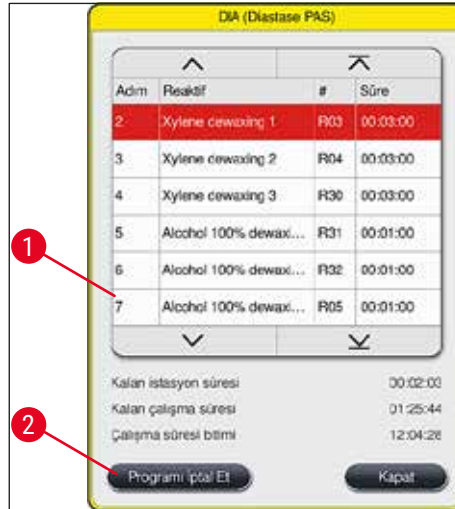 DIA (Diastase PAS)
Adım Reaktif # Süre
2 Xylene dewaxing 1 R03 00:03:00
3 Xylene dewaxing 2 R04 00:03:00
4 Xylene dewaxing 3 R30 00:03:00
5 Alcohol 100% dewaxi... R31 00:01:00
6 Alcohol 100% dewaxi... R32 00:01:00
7 Alcohol 100% dewaxi... R05 00:01:00
1
Kalan istasyon süresi 00:02:03
Kalan çalışma süresi 01:25:44
Çalışma süresi bitimi 12:04:28
2
Programı İptal Et Kapat